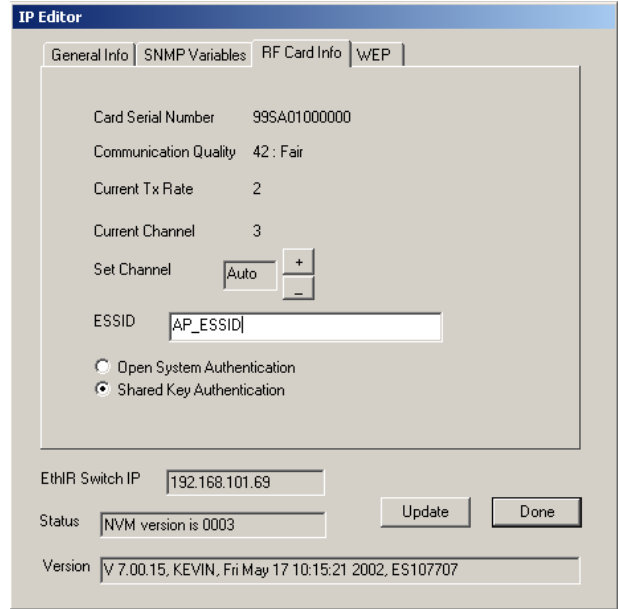 IP Editor
General Info SNMP Variables RF Card Info WEP
Card Serial Number 99SA01000000
Communication Quality 42 : Fair
Current Tx Rate 2
Current Channel 3
Set Channel Auto + _
ESSID AP_ESSID
Open System Authentication
Shared Key Authentication
EthIR Switch IP 192.168.101.69
Update Done
Status NVM version is 0003
Version V 7.00.15, KEVIN, Fri May 17 10:15:21 2002, ES107707